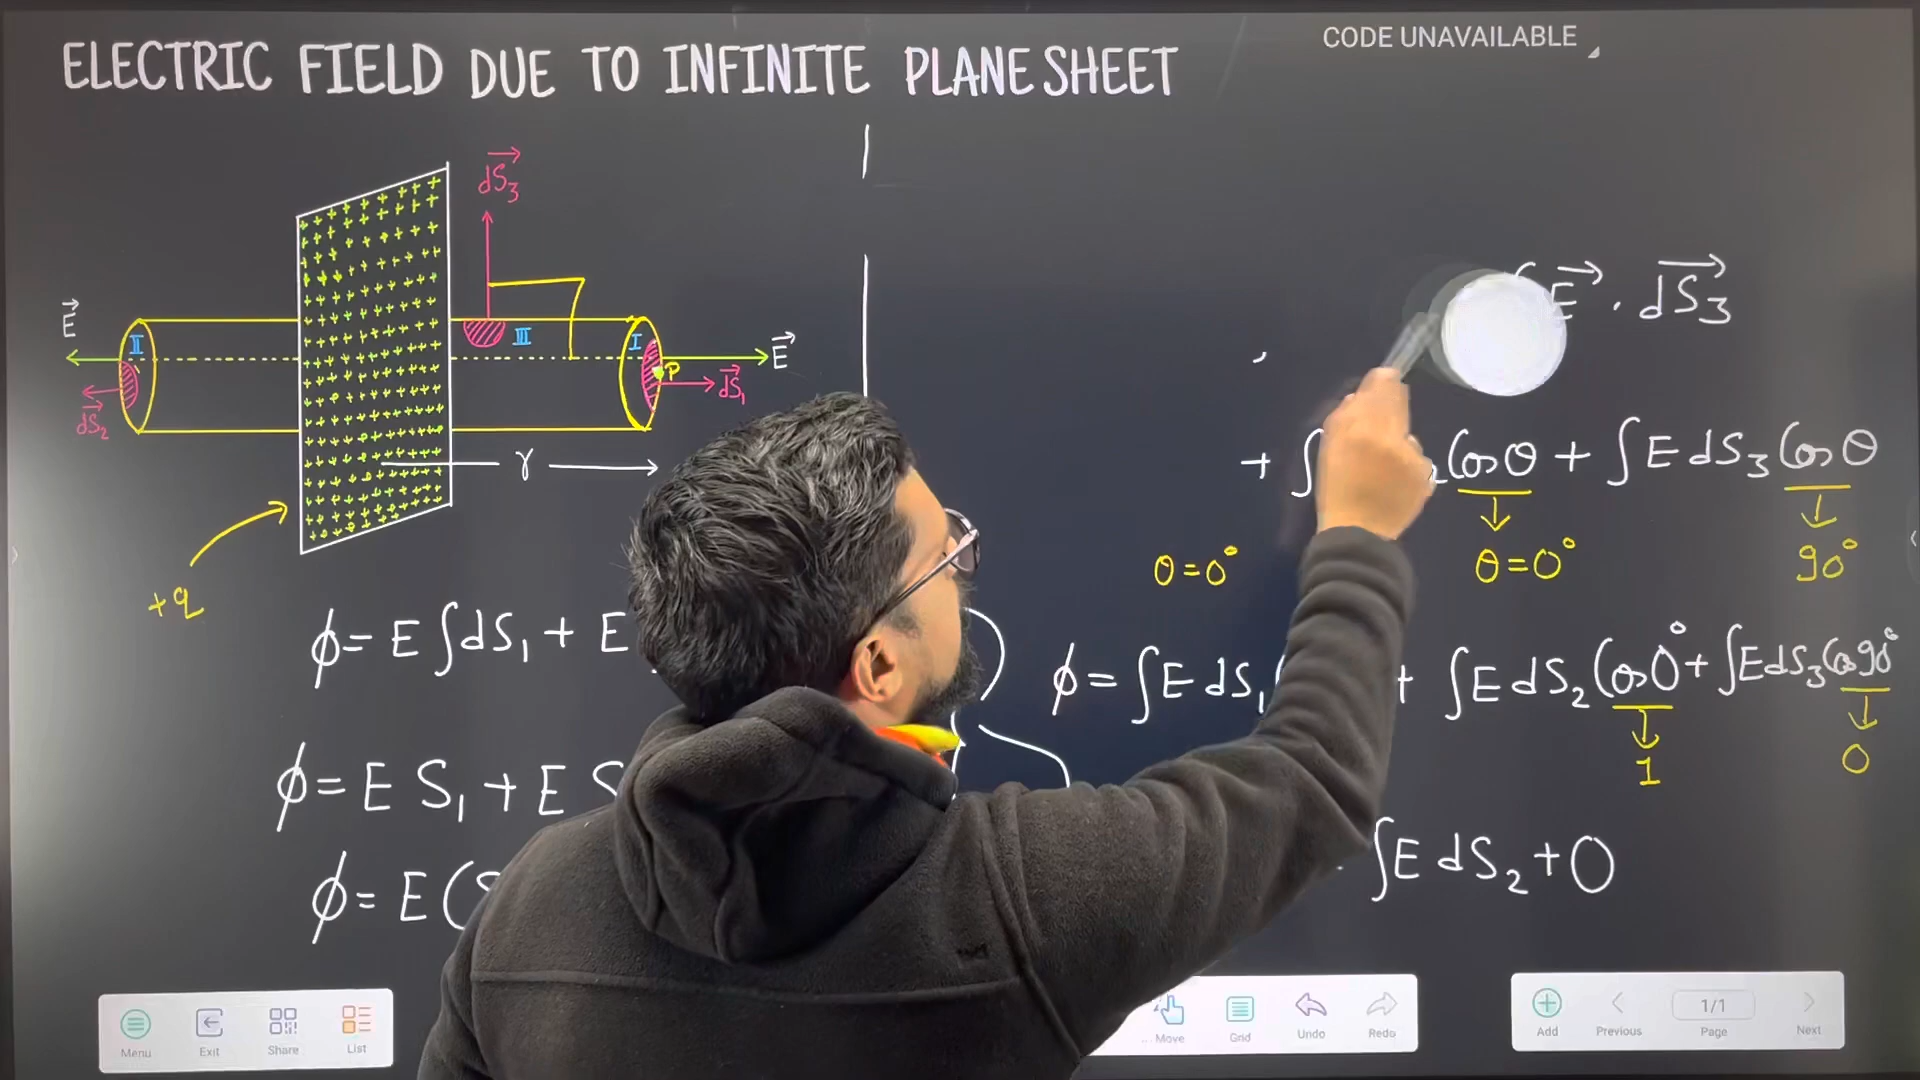 ELECTRIC FIELD DUE TO INFINITE PLANE SHEET
CODE UNAVAILABLE
dS₃
E
II
III
I
E
P
dS₁
dS₂
r
+q
E . dS₃
+ ∫ ₂ Cos θ + ∫ E dS₃ Cos θ
θ = 0° θ = 0° 90°
ϕ = E ∫ dS₁ + E
ϕ = ∫ E dS₁ + ∫ E dS₂ Cos 0° + ∫ E dS₃ Cos 90°
1 0
ϕ = E S₁ + E S
ϕ = E (S
∫ E dS₂ + 0
Menu Exit Share List
Move Grid Undo Redo
Add Previous 1/1 Page Next